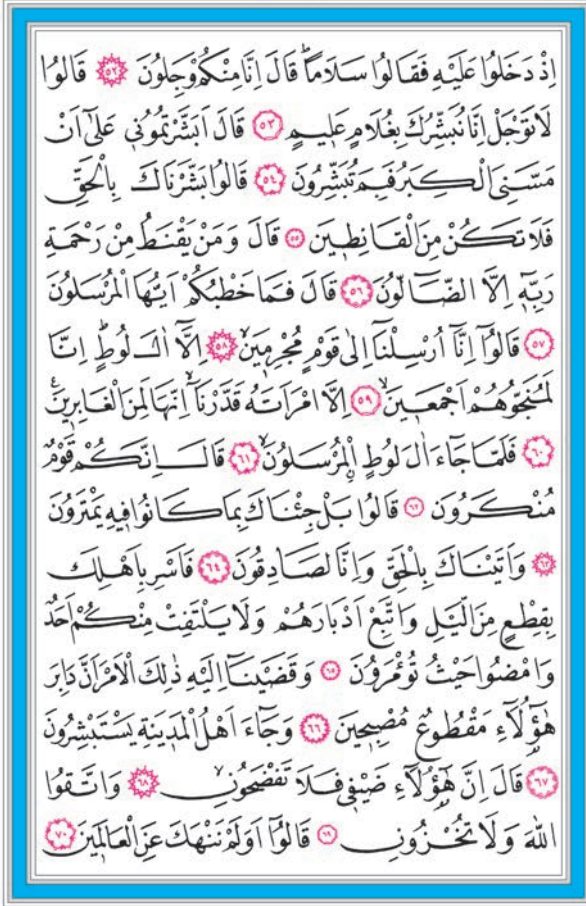 اِذْ دَخَلُوا عَلَيْهِ فَقَالُوا سَلَامًاۜ قَالَ اِنَّا مِنْكُمْ وَجِلُونَ ﴿٥٢﴾ قَالُوا
لَا تَوْجَلْ اِنَّا نُبَشِّرُكَ بِغُلَامٍ عَلِيمٍ ﴿٥٣﴾ قَالَ اَبَشَّرْتُمُونِي عَلٰٓى اَنْ
مَسَّنِيَ الْكِبَرُ فَبِمَ تُبَشِّرُونَ ﴿٥٤﴾ قَالُوا بَشَّرْنَاكَ بِالْحَقِّ
فَلَا تَكُنْ مِنَ الْقَانِطِينَ ﴿٥٥﴾ قَالَ وَمَنْ يَقْنَطُ مِنْ رَحْمَةِ
رَبِّهٖٓ اِلَّا الضَّٓالُّونَ ﴿٥٦﴾ قَالَ فَمَا خَطْبُكُمْ اَيُّهَا الْمُرْسَلُونَ
﴿٥٧﴾ قَالُٓوا اِنَّٓا اُرْسِلْنَٓا اِلٰى قَوْمٍ مُجْرِمِينَۙ ﴿٥٨﴾ اِلَّٓا اٰلَ لُوطٍۜ اِنَّا
لَمُنَجُّوهُمْ اَجْمَعِينَۙ ﴿٥٩﴾ اِلَّا امْرَاَتَهُ قَدَّرْنَٓاۙ اِنَّهَا لَمِنَ الْغَابِرِينَ۟
﴿٦٠﴾ فَلَمَّا جَٓاءَ اٰلَ لُوطٍ الْمُرْسَلُونَۙ ﴿٦١﴾ قَالَ اِنَّكُمْ قَوْمٌ
مُنْكَرُونَ ﴿٦٢﴾ قَالُوا بَلْ جِئْنَاكَ بِمَا كَانُوا فِيهِ يَمْتَرُونَ
﴿٦٣﴾ وَاَتَيْنَاكَ بِالْحَقِّ وَاِنَّا لَصَادِقُونَ ﴿٦٤﴾ فَاَسْرِ بِاَهْلِكَ
بِقِطْعٍ مِنَ الَّيْلِ وَاتَّبِعْ اَدْبَارَهُمْ وَلَا يَلْتَفِتْ مِنْكُمْ اَحَدٌ
وَامْضُوا حَيْثُ تُؤْمَرُونَ ﴿٦٥﴾ وَقَضَيْنَٓا اِلَيْهِ ذٰلِكَ الْاَمْرَ اَنَّ دَابِرَ
هٰٓؤُ۬لَٓاءِ مَقْطُوعٌ مُصْبِحِينَ ﴿٦٦﴾ وَجَٓاءَ اَهْلُ الْمَدِينَةِ يَسْتَبْشِرُونَ
﴿٦٧﴾ قَالَ اِنَّ هٰٓؤُ۬لَٓاءِ ضَيْفِي فَلَا تَفْضَحُونِۙ ﴿٦٨﴾ وَاتَّقُوا
اللّٰهَ وَلَا تُخْزُونِ ﴿٦٩﴾ قَالُٓوا اَوَلَمْ نَنْهَكَ عَنِ الْعَالَمِينَ ﴿٧٠﴾